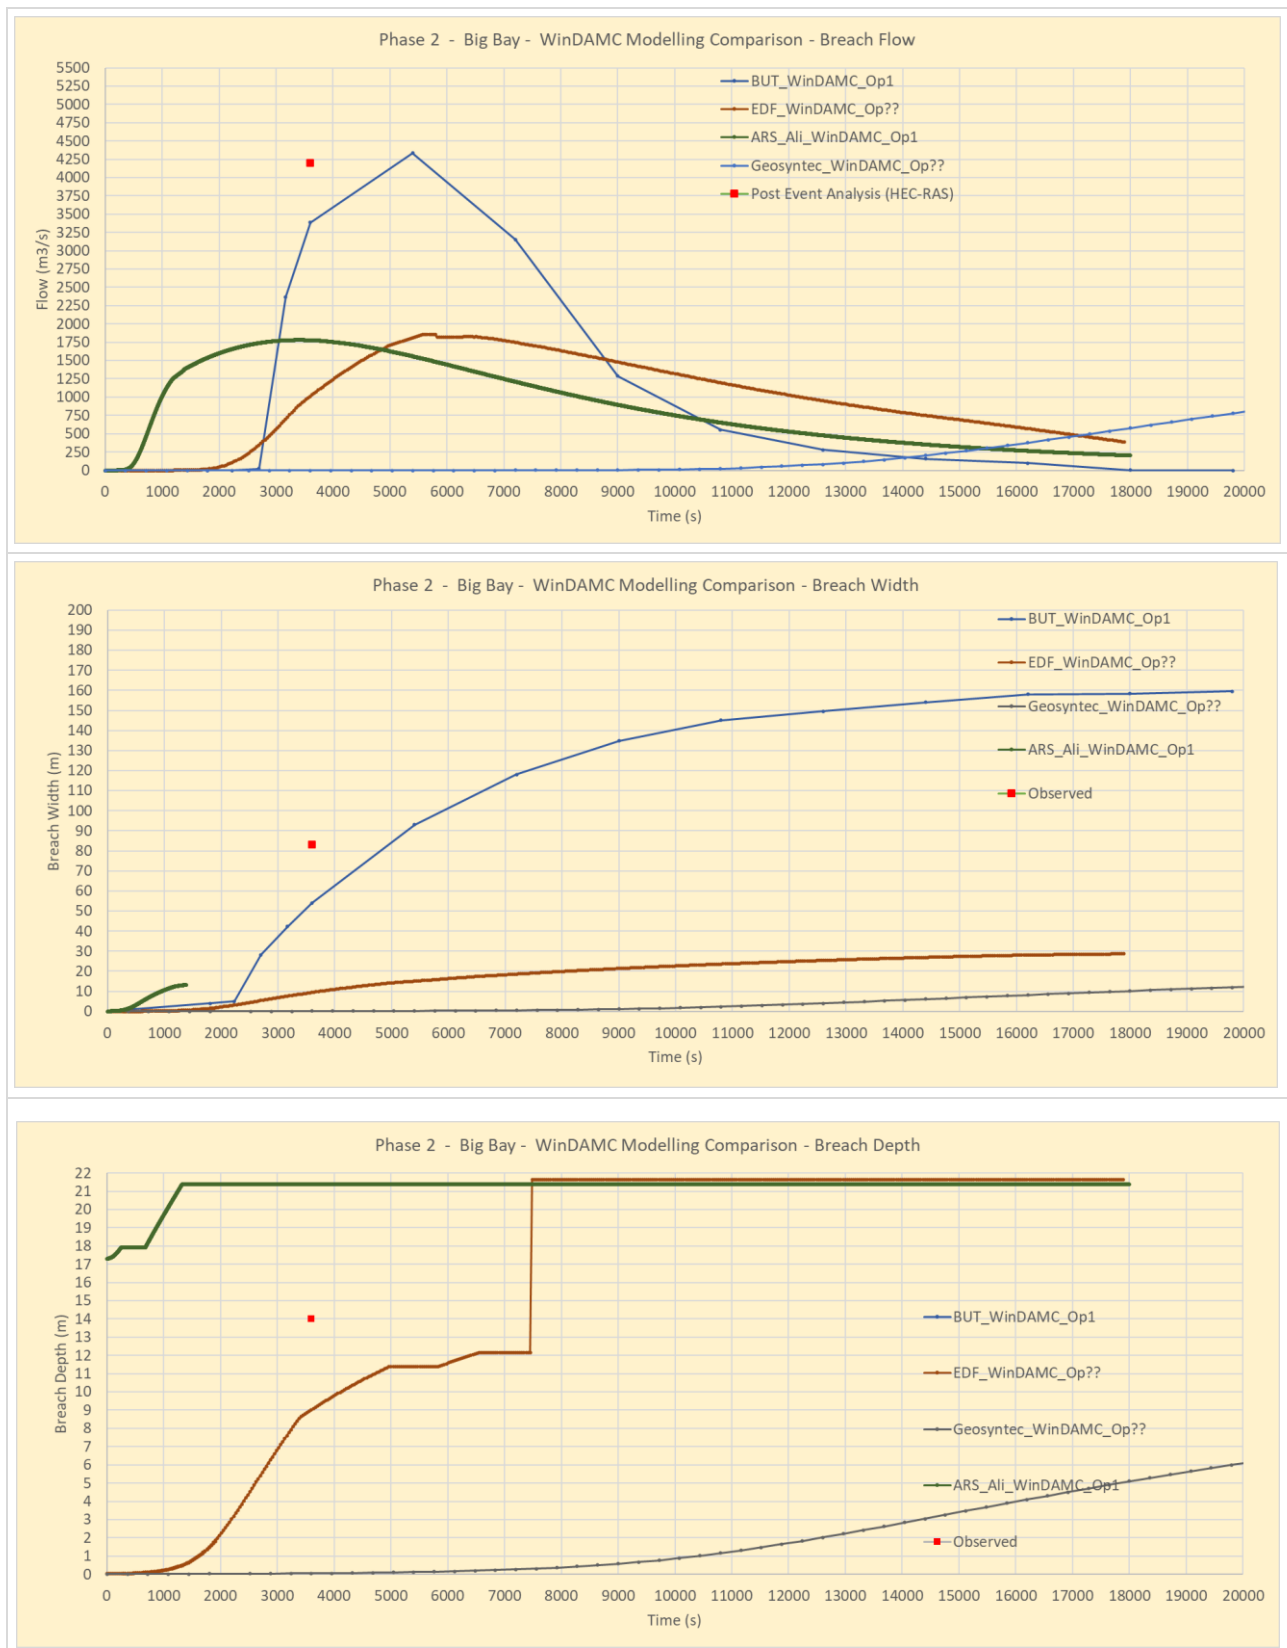 Phase 2 - Big Bay - WinDAMC Modelling Comparison - Breach Flow
5500
5250
5000
4750
4500
4250
4000
3750
3500
3250
3000
2750
2500
2250
2000
1750
1500
1250
1000
750
500
250
0
Flow (m3/s)
BUT_WinDAMC_Op1
EDF_WinDAMC_Op??
ARS_Ali_WinDAMC_Op1
Geosyntec_WinDAMC_Op??
Post Event Analysis (HEC-RAS)
0 1000 2000 3000 4000 5000 6000 7000 8000 9000 10000 11000 12000 13000 14000 15000 16000 17000 18000 19000 20000
Time (s)
Phase 2 - Big Bay - WinDAMC Modelling Comparison - Breach Width
200
190
180
170
160
150
140
130
120
110
100
90
80
70
60
50
40
30
20
10
0
Breach Width (m)
BUT_WinDAMC_Op1
EDF_WinDAMC_Op??
Geosyntec_WinDAMC_Op??
ARS_Ali_WinDAMC_Op1
Observed
0 1000 2000 3000 4000 5000 6000 7000 8000 9000 10000 11000 12000 13000 14000 15000 16000 17000 18000 19000 20000
Time (s)
Phase 2 - Big Bay - WinDAMC Modelling Comparison - Breach Depth
22
21
20
19
18
17
16
15
14
13
12
11
10
9
8
7
6
5
4
3
2
1
0
Breach Depth (m)
BUT_WinDAMC_Op1
EDF_WinDAMC_Op??
Geosyntec_WinDAMC_Op??
ARS_Ali_WinDAMC_Op1
Observed
0 1000 2000 3000 4000 5000 6000 7000 8000 9000 10000 11000 12000 13000 14000 15000 16000 17000 18000 19000 20000
Time (s)